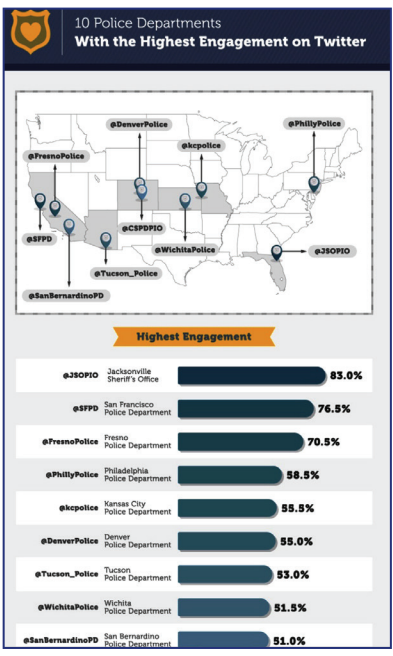 10 Police Departments
With the Highest Engagement on Twitter
@DenverPolice
@PhillyPolice
@kcpolice
@FresnoPolice
@SFPD
@CSPDPIO
@WichitaPolice
@JSOPIO
@Tucson_Police
@SanBernardinoPD
Highest Engagement
@JSOPIO Jacksonville
Sheriff's Office 83.0%
@SFPD San Francisco
Police Department 76.5%
@FresnoPolice Fresno
Police Department 70.5%
@PhillyPolice Philadelphia
Police Department 58.5%
@kcpolice Kansas City
Police Department 55.5%
@DenverPolice Denver
Police Department 55.0%
@Tucson_Police Tucson
Police Department 53.0%
@WichitaPolice Wichita
Police Department 51.5%
@SanBernardinoPD San Bernardino
Police Department 51.0%